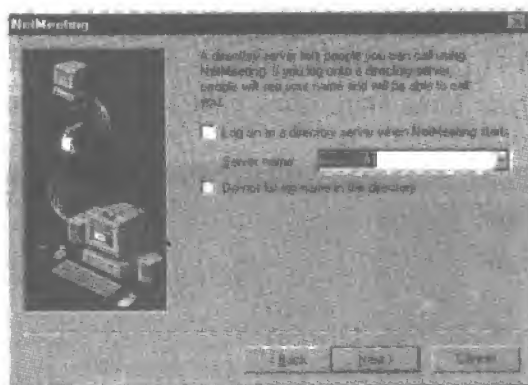 NetMeeting
A directory server lists people you can call using
NetMeeting. If you log onto a directory server,
people will see your name and will be able to call
you.
Log on to a directory server when NetMeeting starts
Server name:
Do not list my name in the directory
< Back
Next >
Cancel